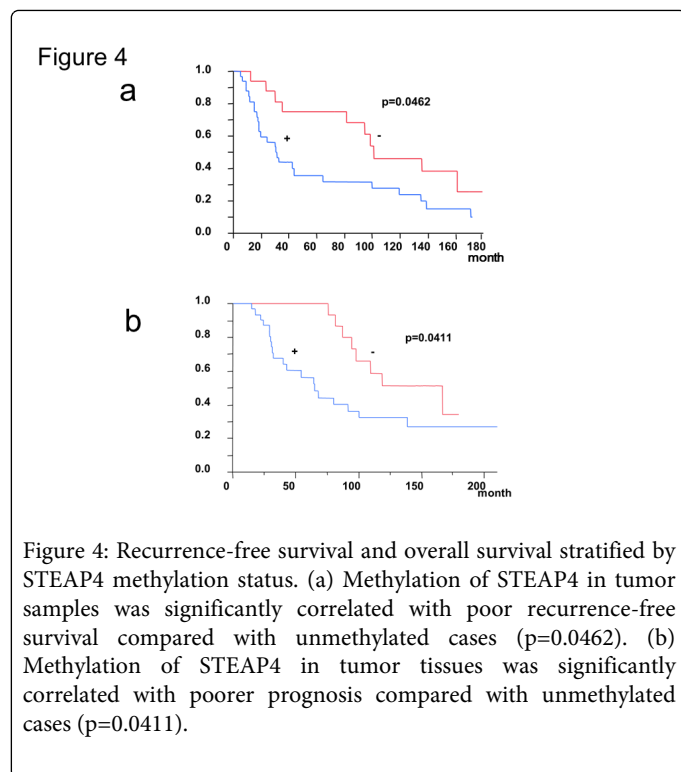 Figure 4
a
1.0
0.8
0.6
0.4
0.2
0.0
p=0.0462
+ -
0 20 40 60 80 100 120 140 160 180
month
b
1.0
0.8
0.6
0.4
0.2
0.0
p=0.0411
+ -
0 50 100 150 200
month
Figure 4: Recurrence-free survival and overall survival stratified by
STEAP4 methylation status. (a) Methylation of STEAP4 in tumor
samples was significantly correlated with poor recurrence-free
survival compared with unmethylated cases (p=0.0462). (b)
Methylation of STEAP4 in tumor tissues was significantly
correlated with poorer prognosis compared with unmethylated
cases (p=0.0411).